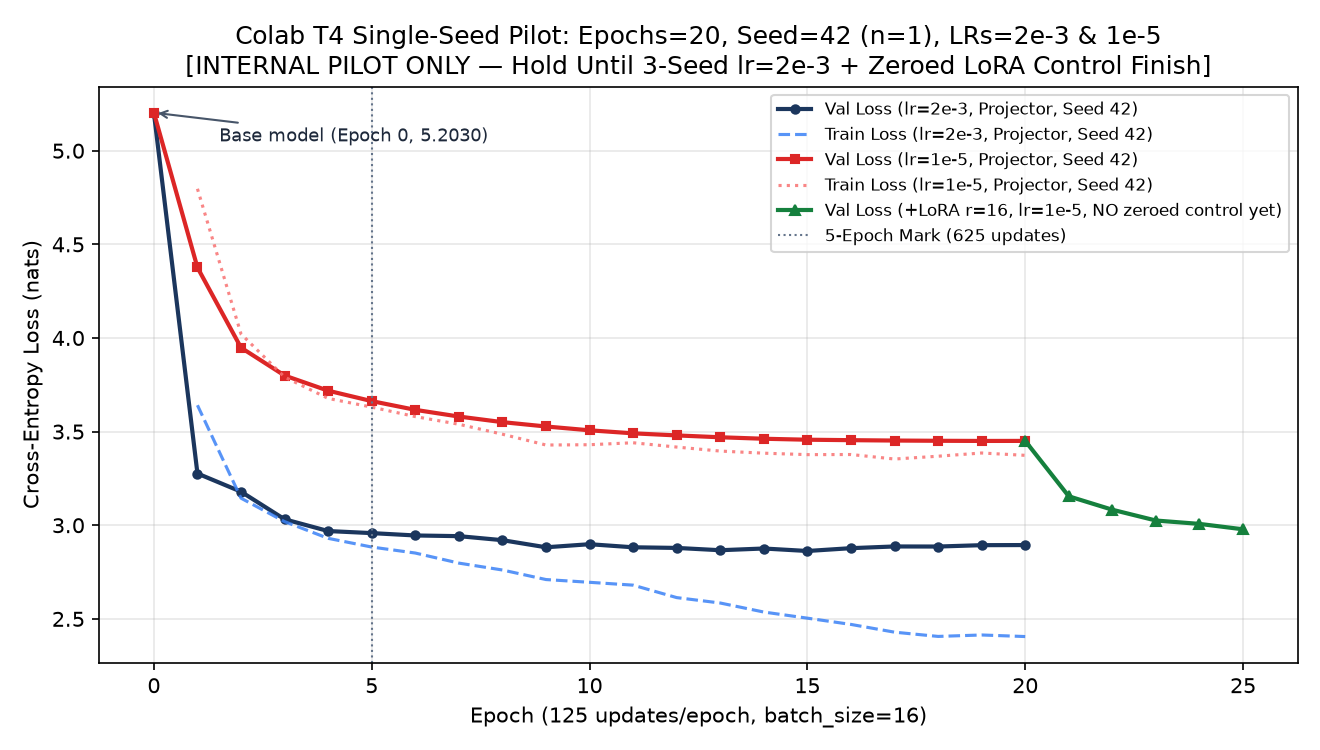 Colab T4 Single-Seed Pilot: Epochs=20, Seed=42 (n=1), LRs=2e-3 & 1e-5
[INTERNAL PILOT ONLY — Hold Until 3-Seed lr=2e-3 + Zeroed LoRA Control Finish]
Val Loss (lr=2e-3, Projector, Seed 42)
Train Loss (lr=2e-3, Projector, Seed 42)
Val Loss (lr=1e-5, Projector, Seed 42)
Train Loss (lr=1e-5, Projector, Seed 42)
Val Loss (+LoRA r=16, lr=1e-5, NO zeroed control yet)
5-Epoch Mark (625 updates)
Base model (Epoch 0, 5.2030)
Cross-Entropy Loss (nats)
5.0
4.5
4.0
3.5
3.0
2.5
0 5 10 15 20 25
Epoch (125 updates/epoch, batch_size=16)